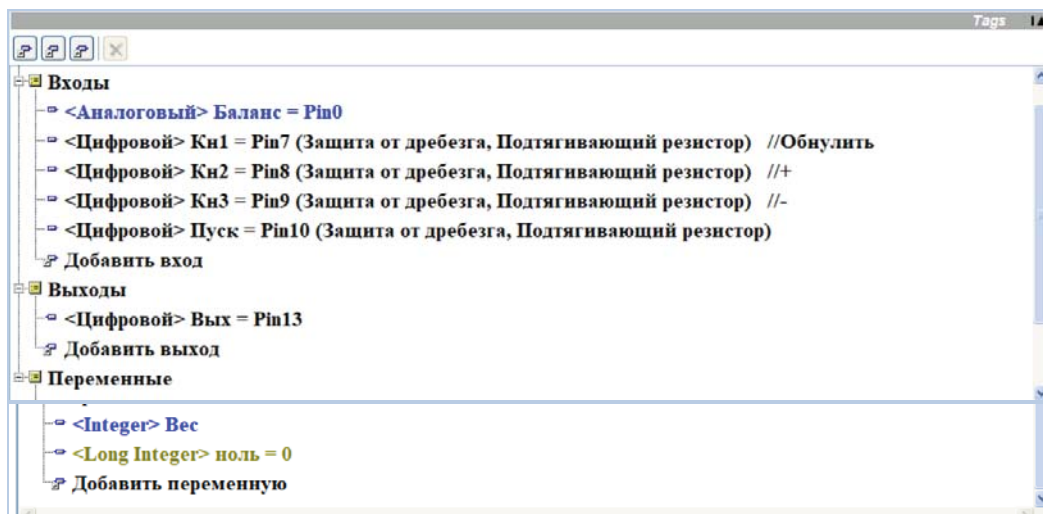 Tags
Входы
<Аналоговый> Баланс = Pin0
<Цифровой> Кн1 = Pin7 (Защита от дребезга, Подтягивающий резистор) //Обнулить
<Цифровой> Кн2 = Pin8 (Защита от дребезга, Подтягивающий резистор) //+
<Цифровой> Кн3 = Pin9 (Защита от дребезга, Подтягивающий резистор) //-
<Цифровой> Пуск = Pin10 (Защита от дребезга, Подтягивающий резистор)
Добавить вход
Выходы
<Цифровой> Вых = Pin13
Добавить выход
Переменные
<Integer> Вес
<Long Integer> ноль = 0
Добавить переменную